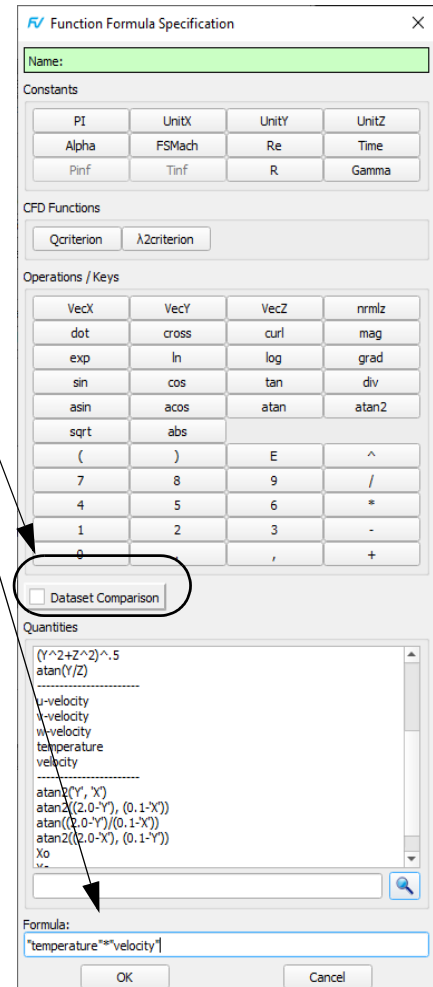 FV Function Formula Specification
Name:
Constants
PI UnitX UnitY UnitZ
Alpha FSMach Re Time
Pinf Tinf R Gamma
CFD Functions
Qcriterion λ2criterion
Operations / Keys
VecX VecY VecZ nrmlz
dot cross curl mag
exp ln log grad
sin cos tan div
asin acos atan atan2
sqrt abs
( ) E ^
7 8 9 /
4 5 6 *
1 2 3 -
0 . , +
Dataset Comparison
Quantities
(Y^2+Z^2)^.5
atan(Y/Z)
------------------------
u-velocity
v-velocity
w-velocity
temperature
velocity
------------------------
atan2('Y', 'X')
atan2((2.0-'Y'), (0.1-'X'))
atan((2.0-'Y')/(0.1-'X'))
atan2((2.0-'X'), (0.1-'Y'))
Xo
Formula:
"temperature"*"velocity"
OK Cancel